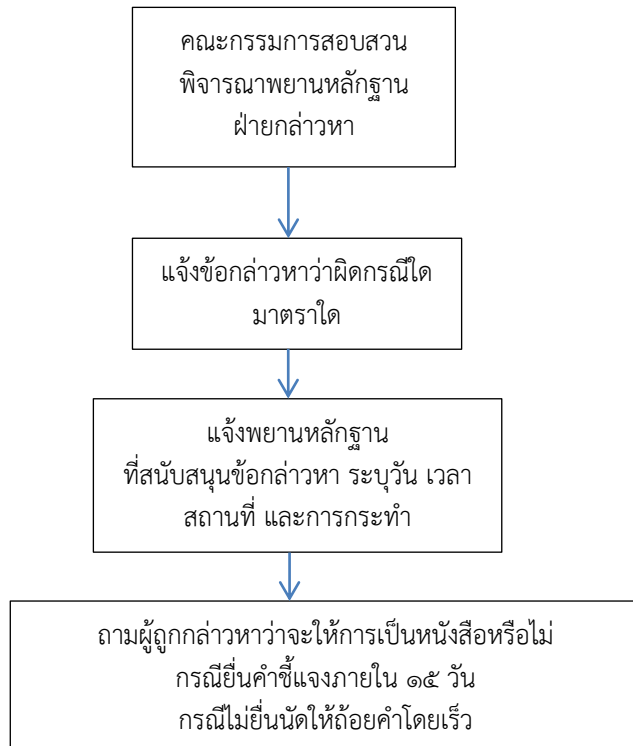 คณะกรรมการสอบสวน
พิจารณาพยานหลักฐาน
ฝ่ายกล่าวหา
แจ้งข้อกล่าวหาว่าผิดกรณีใด
มาตราใด
แจ้งพยานหลักฐาน
ที่สนับสนุนข้อกล่าวหา ระบุวัน เวลา
สถานที่ และการกระทำ
ถามผู้ถูกกล่าวหาว่าจะให้การเป็นหนังสือหรือไม่
กรณียื่นคำชี้แจงภายใน ๑๕ วัน
กรณีไม่ยื่นนัดให้ถ้อยคำโดยเร็ว